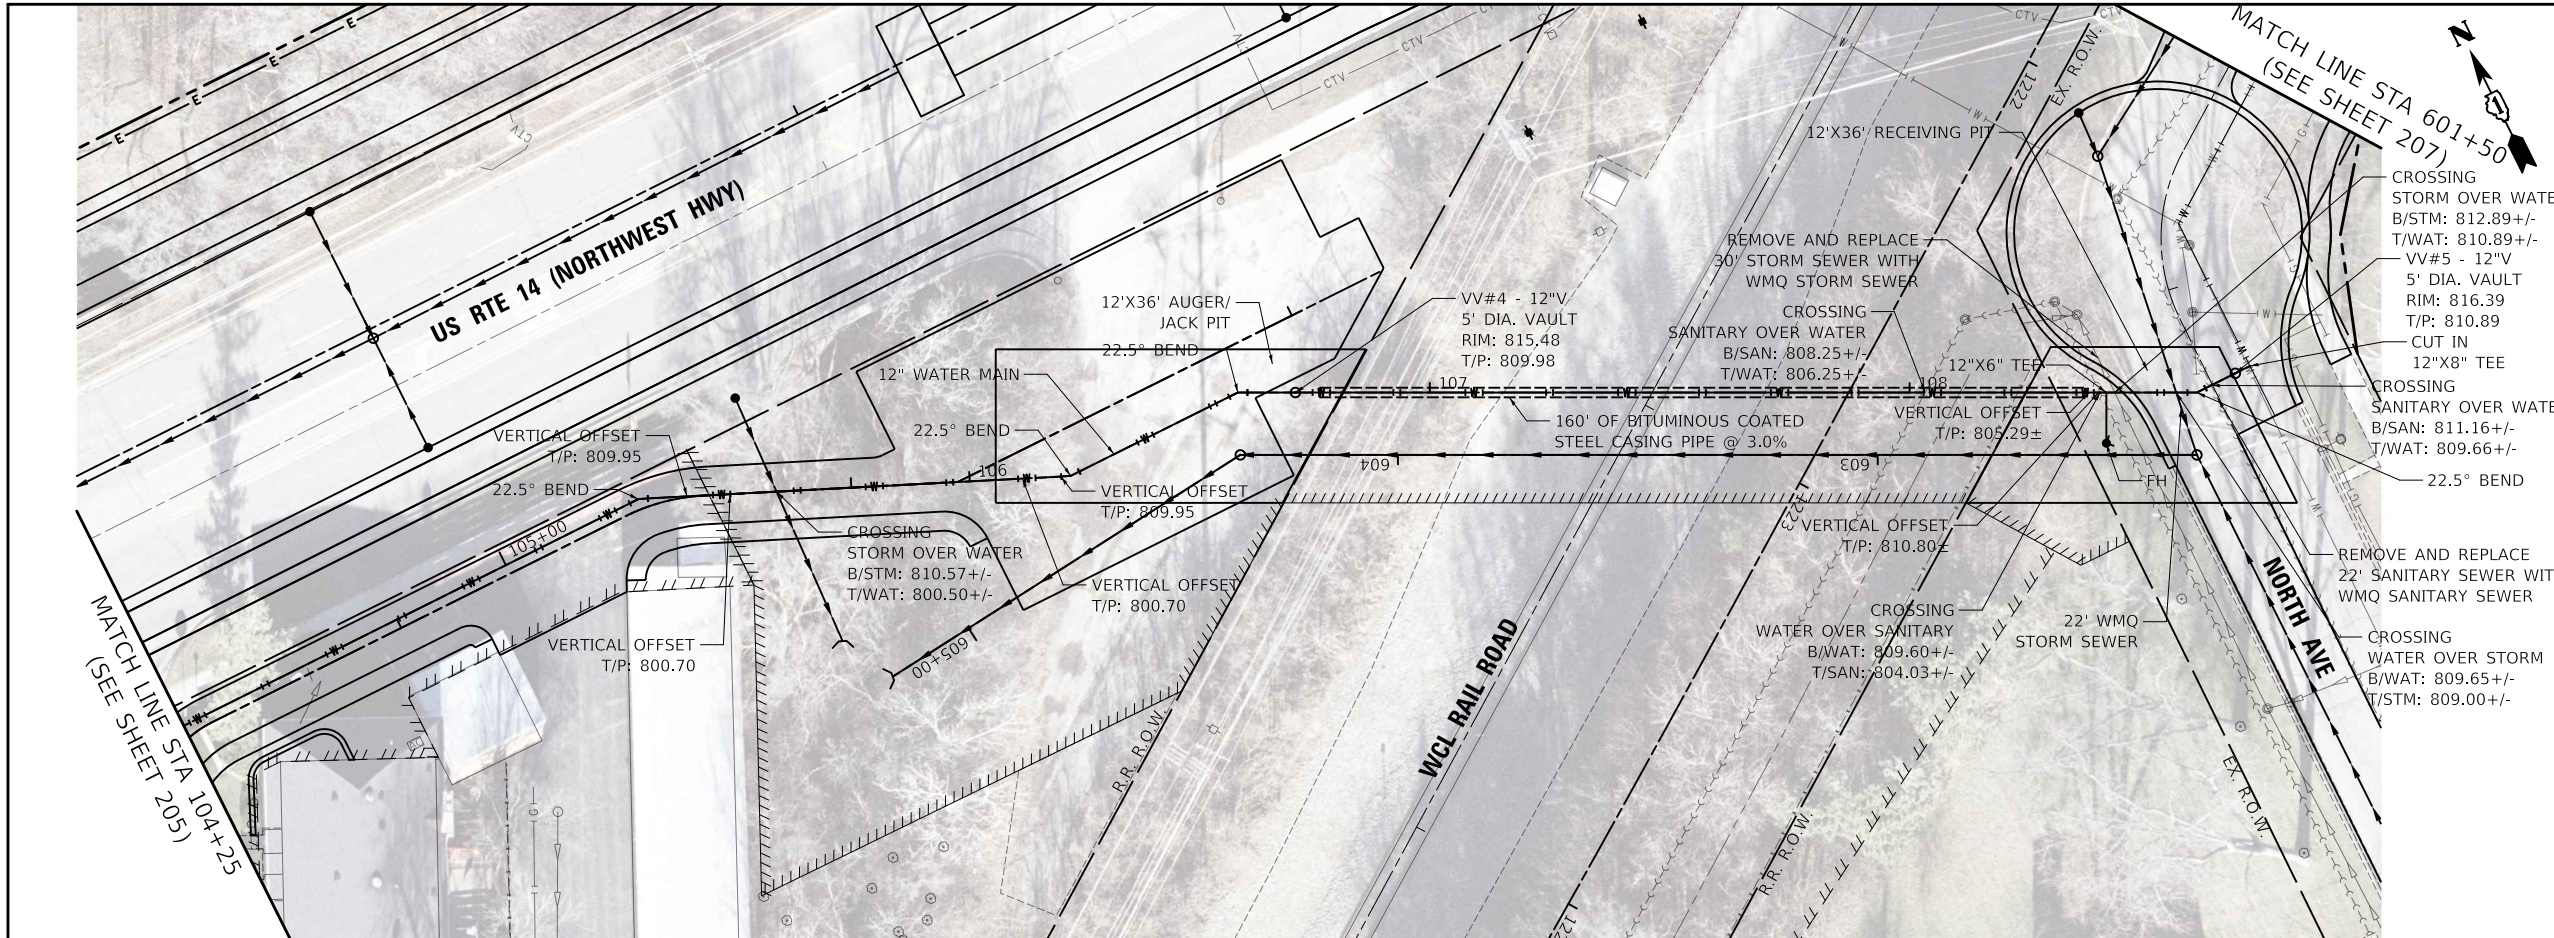 MATCH LINE STA 601+50
(SEE SHEET 207)
N
1
E
E
E
CTV
CTV
CTV
CTV
CTV
CTV
US RTE 14 (NORTHWEST HWY)
1222
EX. R.O.W.
12'X36' RECEIVING PIT
CROSSING
STORM OVER WATE
B/STM: 812.89+/-
T/WAT: 810.89+/-
VV#5 - 12"V
5' DIA. VAULT
RIM: 816.39
T/P: 810.89
CUT IN
12"X8" TEE
CROSSING
SANITARY OVER WATE
B/SAN: 811.16+/-
T/WAT: 809.66+/-
22.5° BEND
REMOVE AND REPLACE
30' STORM SEWER WITH
WMQ STORM SEWER
CROSSING
SANITARY OVER WATER
B/SAN: 808.25+/-
T/WAT: 806.25+/-
12"X6" TEE
VV#4 - 12"V
5' DIA. VAULT
RIM: 815.48
T/P: 809.98
12'X36' AUGER/
JACK PIT
22.5° BEND
12" WATER MAIN
22.5° BEND
107
108
160' OF BITUMINOUS COATED
STEEL CASING PIPE @ 3.0%
VERTICAL OFFSET
T/P: 805.29±
VERTICAL OFFSET
T/P: 809.95
22.5° BEND
106
VERTICAL OFFSET
T/P: 809.95
604
603
FH
105+00
CROSSING
STORM OVER WATER
B/STM: 810.57+/-
T/WAT: 800.50+/-
VERTICAL OFFSET
T/P: 800.70
VERTICAL OFFSET
T/P: 800.70
605+00
1223
VERTICAL OFFSET
T/P: 810.80±
CROSSING
WATER OVER SANITARY
B/WAT: 809.60+/-
T/SAN: 804.03+/-
22' WMQ
STORM SEWER
NORTH AVE
REMOVE AND REPLACE
22' SANITARY SEWER WIT
WMQ SANITARY SEWER
CROSSING
WATER OVER STORM
B/WAT: 809.65+/-
T/STM: 809.00+/-
WCL RAIL ROAD
R.R. R.O.W.
R.R. R.O.W.
EX. R.O.W.
MATCH LINE STA 104+25
(SEE SHEET 205)